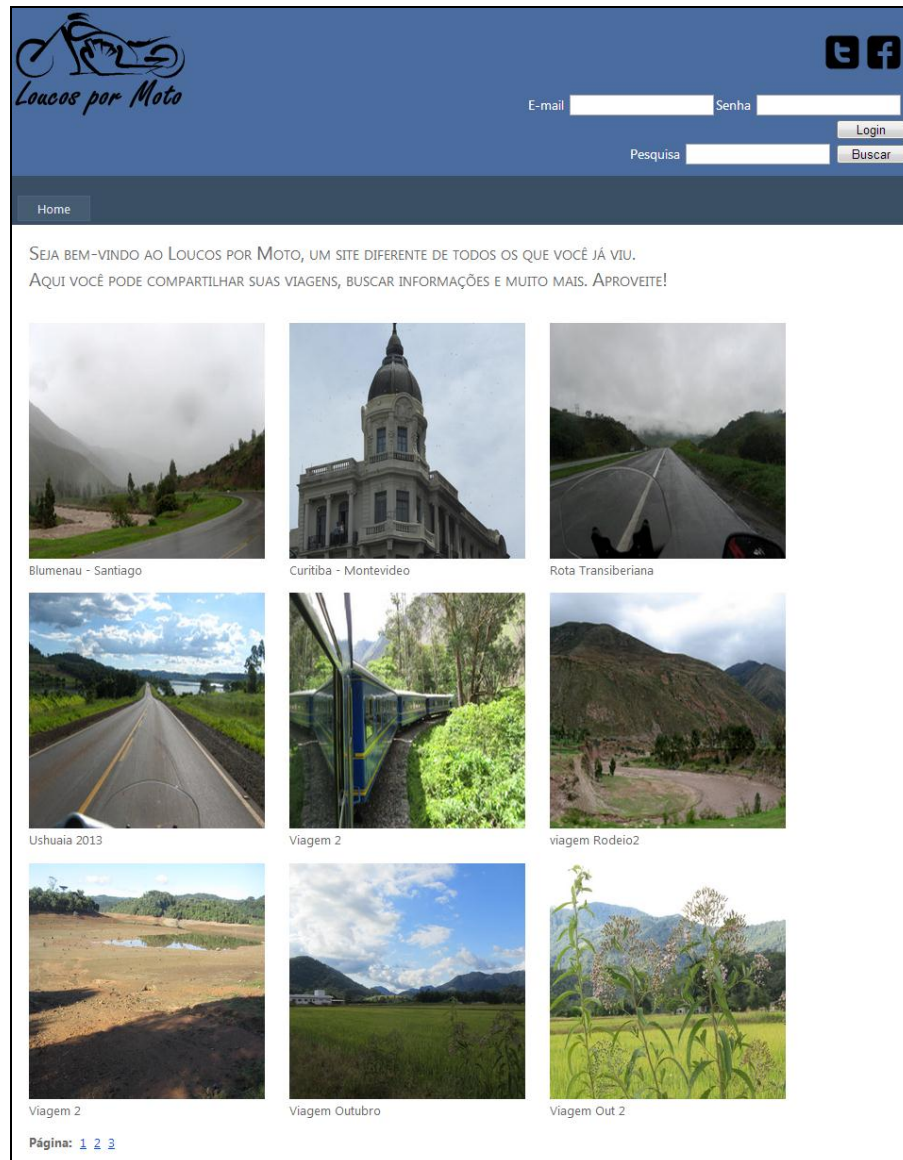 Loucos por Moto
E-mail Senha
Login
Pesquisa Buscar
Home
Seja bem-vindo ao Loucos por Moto, um site diferente de todos os que você já viu.
Aqui você pode compartilhar suas viagens, buscar informações e muito mais. Aproveite!
Blumenau - Santiago Curitiba - Montevideo Rota Transiberiana
Ushuaia 2013 Viagem 2 viagem Rodeio2
Viagem 2 Viagem Outubro Viagem Out 2
Página: 1 2 3